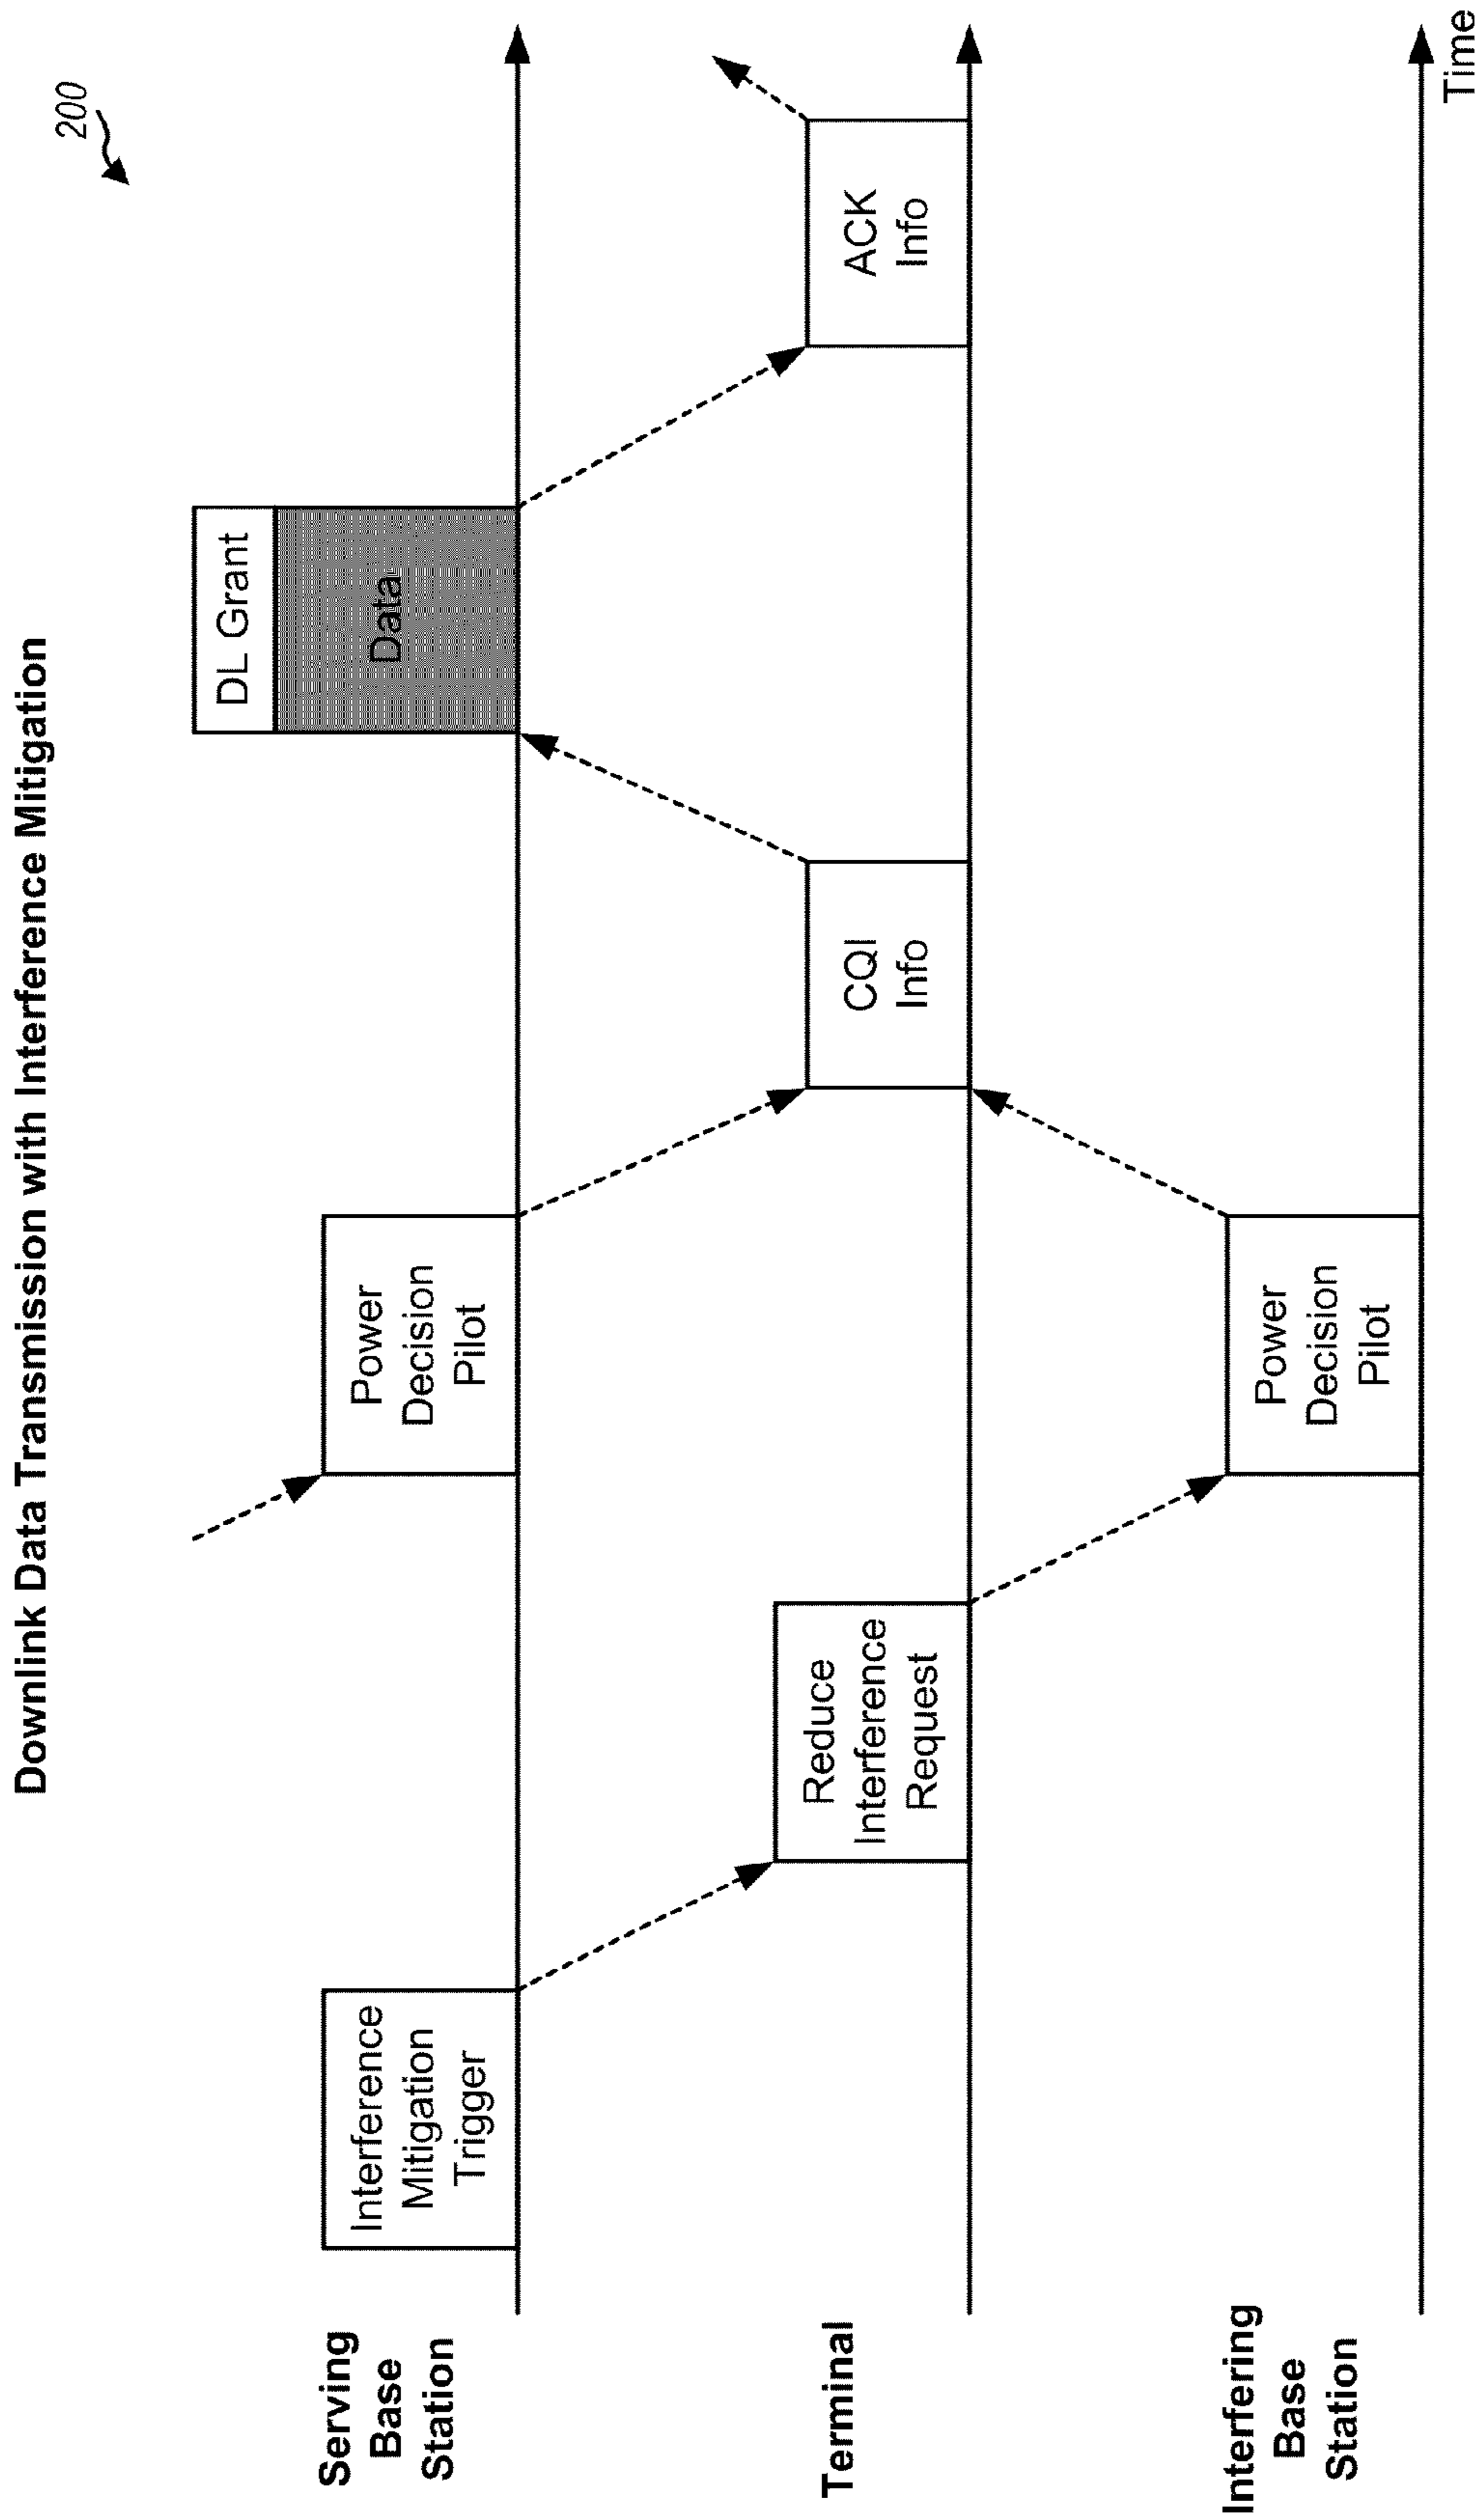 Downlink Data Transmission with Interference Mitigation
200
Serving
Base
Station
Interference
Mitigation
Trigger
Power
Decision
Pilot
DL Grant
Data
Terminal
Reduce
Interference
Request
CQI
Info
ACK
Info
Interfering
Base
Station
Power
Decision
Pilot
Time